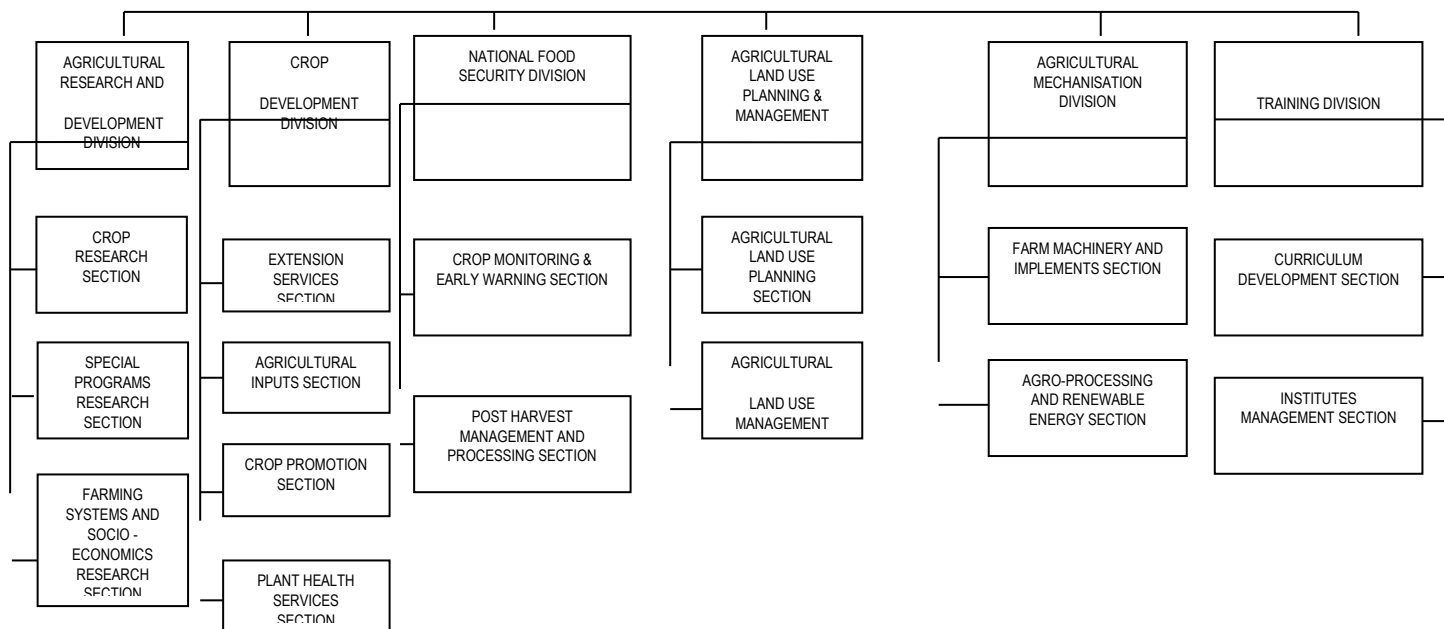 AGRICULTURAL
RESEARCH AND
DEVELOPMENT
DIVISION
CROP
DEVELOPMENT
DIVISION
NATIONAL FOOD
SECURITY DIVISION
AGRICULTURAL
LAND USE
PLANNING &
MANAGEMENT
AGRICULTURAL
MECHANISATION
DIVISION
TRAINING DIVISION
CROP
RESEARCH
SECTION
EXTENSION
SERVICES
SECTION
CROP MONITORING &
EARLY WARNING SECTION
AGRICULTURAL
LAND USE
PLANNING
SECTION
FARM MACHINERY AND
IMPLEMENTS SECTION
CURRICULUM
DEVELOPMENT SECTION
SPECIAL
PROGRAMS
RESEARCH
SECTION
AGRICULTURAL
INPUTS SECTION
POST HARVEST
MANAGEMENT AND
PROCESSING SECTION
AGRICULTURAL
LAND USE
MANAGEMENT
AGRO-PROCESSING
AND RENEWABLE
ENERGY SECTION
INSTITUTES
MANAGEMENT SECTION
CROP PROMOTION
SECTION
FARMING
SYSTEMS AND
SOCIO -
ECONOMICS
RESEARCH
SECTION
PLANT HEALTH
SERVICES
SECTION